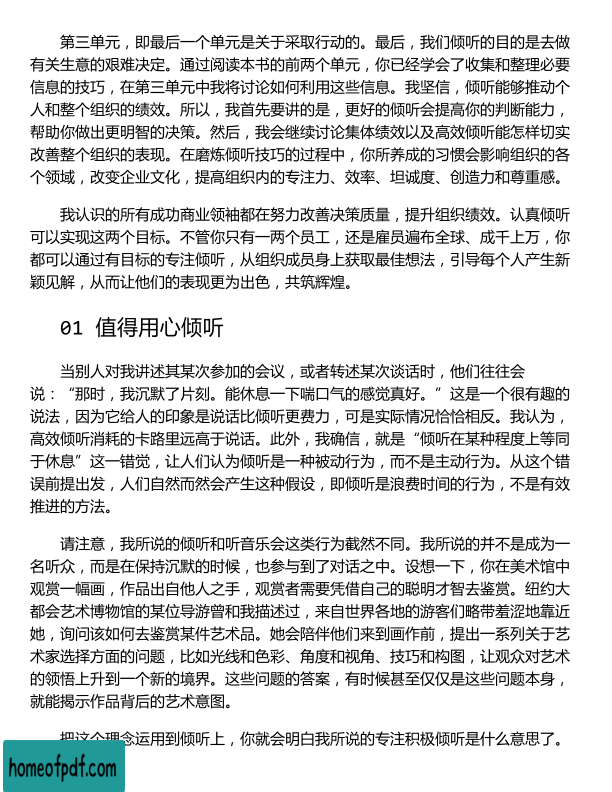 第三单元，即最后一个单元是关于采取行动的。最后，我们倾听的目的是去做
有关生意的艰难决定。通过阅读本书的前两个单元，你已经学会了收集和整理必要
信息的技巧，在第三单元中我将讨论如何利用这些信息。我坚信，倾听能够推动个
人和整个组织的绩效。所以，我首先要讲的是，更好的倾听会提高你的判断能力，
帮助你做出更明智的决策。然后，我会继续讨论集体绩效以及高效倾听能怎样切实
改善整个组织的表现。在磨炼倾听技巧的过程中，你所养成的习惯会影响组织的各
个领域，改变企业文化，提高组织内的专注力、效率、坦诚度、创造力和尊重感。
我认识的所有成功商业领袖都在努力改善决策质量，提升组织绩效。认真倾听
可以实现这两个目标。不管你只有一两个员工，还是雇员遍布全球、成千上万，你
都可以通过有目标的专注倾听，从组织成员身上获取最佳想法，引导每个人产生新
颖见解，从而让他们的表现更为出色，共筑辉煌。
01 值得用心倾听
当别人对我讲述其某次参加的会议，或者转述某次谈话时，他们往往会
说：“那时，我沉默了片刻。能休息一下喘口气的感觉真好。”这是一个很有趣的
说法，因为它给人的印象是说话比倾听更费力，可是实际情况恰恰相反。我认为，
高效倾听消耗的卡路里远高于说话。此外，我确信，就是“倾听在某种程度上等同
于休息”这一错觉，让人们认为倾听是一种被动行为，而不是主动行为。从这个错
误前提出发，人们自然而然会产生这种假设，即倾听是浪费时间的行为，不是有效
推进的方法。
请注意，我所说的倾听和听音乐会这类行为截然不同。我所说的并不是成为一
名听众，而是在保持沉默的时候，也参与到了对话之中。设想一下，你在美术馆中
观赏一幅画，作品出自他人之手，观赏者需要凭借自己的聪明才智去鉴赏。纽约大
都会艺术博物馆的某位导游曾和我描述过，来自世界各地的游客们略带着涩地靠近
她，询问该如何去鉴赏某件艺术品。她会陪伴他们来到画作前，提出一系列关于艺
术家选择方面的问题，比如光线和色彩、角度和视角、技巧和构图，让观众对艺术
的领悟上升到一个新的境界。这些问题的答案，有时候甚至仅仅是这些问题本身，
就能揭示作品背后的艺术意图。
把这个理念运用到倾听上，你就会明白我所说的专注积极倾听是什么意思了。
homeofpdf.com